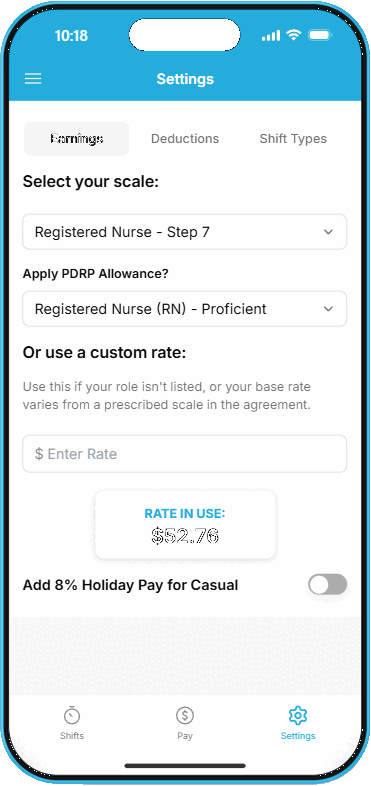 10:18
Settings
Earnings
Deductions
Shift Types
Select your scale:
Registered Nurse - Step 7
Apply PDRP Allowance?
Registered Nurse (RN) - Proficient
Or use a custom rate:
Use this if your role isn't listed, or your base rate
varies from a prescribed scale in the agreement.
$ Enter Rate
RATE IN USE:
$52.76
Add 8% Holiday Pay for Casual
Shifts
Pay
Settings